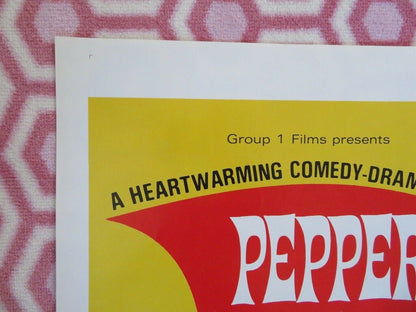 Group 1 Films presents
A HEARTWARMING COMEDY-DRAM
PEPPER